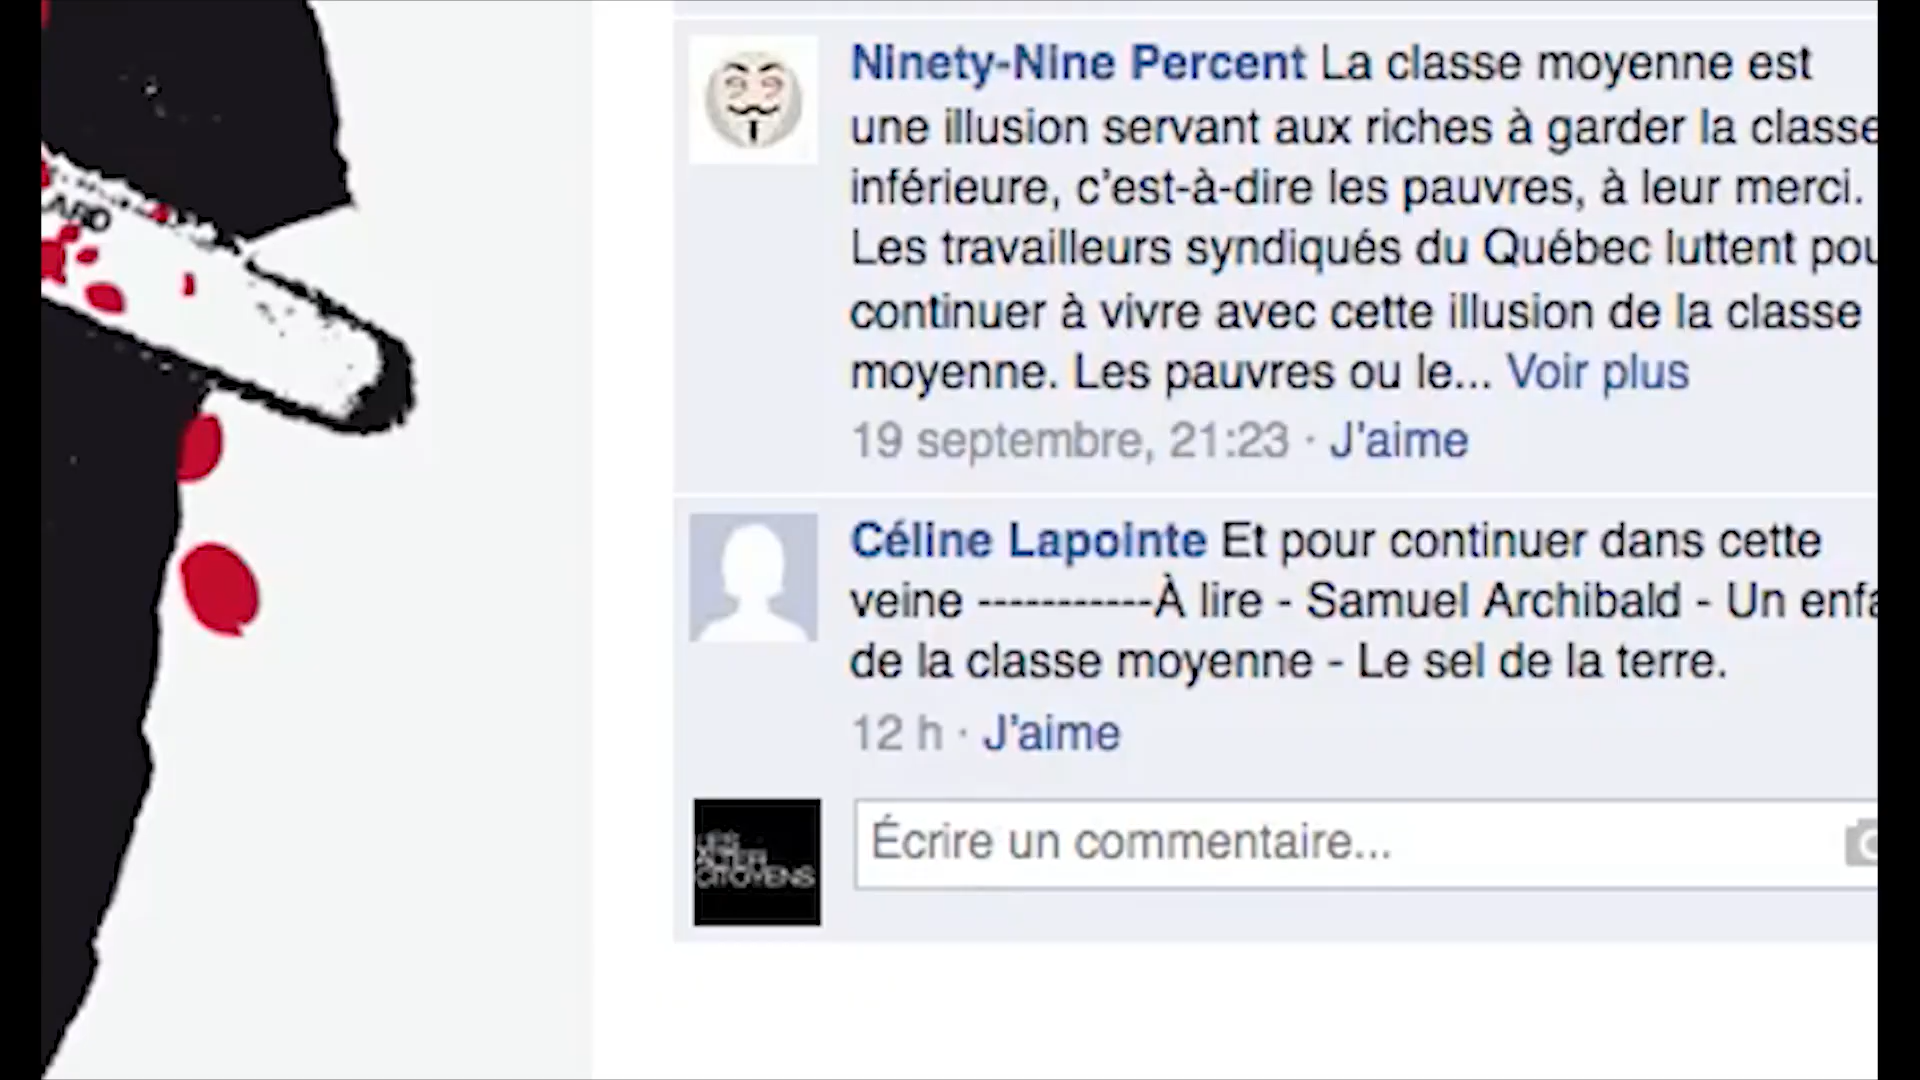 Ninety-Nine Percent La classe moyenne est
une illusion servant aux riches à garder la classe
inférieure, c'est-à-dire les pauvres, à leur merci.
Les travailleurs syndiqués du Québec luttent pou
continuer à vivre avec cette illusion de la classe
moyenne. Les pauvres ou le... Voir plus
19 septembre, 21:23 · J'aime
Céline Lapointe Et pour continuer dans cette
veine -----------À lire - Samuel Archibald - Un enfa
de la classe moyenne - Le sel de la terre.
12 h · J'aime
ALTER
CITOYENS
Écrire un commentaire...